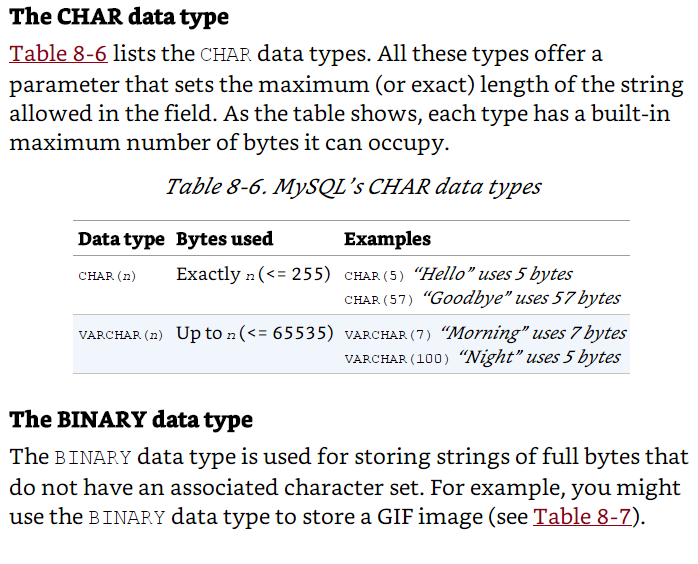 The CHAR data type
Table 8-6 lists the CHAR data types. All these types offer a
parameter that sets the maximum (or exact) length of the string
allowed in the field. As the table shows, each type has a built-in
maximum number of bytes it can occupy.
Table 8-6. MySQL’s CHAR data types
Data type Bytes used Examples
CHAR(n) Exactly n (<= 255) CHAR(5) “Hello” uses 5 bytes
CHAR(57) “Goodbye” uses 57 bytes
VARCHAR(n) Up to n (<= 65535) VARCHAR(7) “Morning” uses 7 bytes
VARCHAR(100) “Night” uses 5 bytes
The BINARY data type
The BINARY data type is used for storing strings of full bytes that
do not have an associated character set. For example, you might
use the BINARY data type to store a GIF image (see Table 8-7).